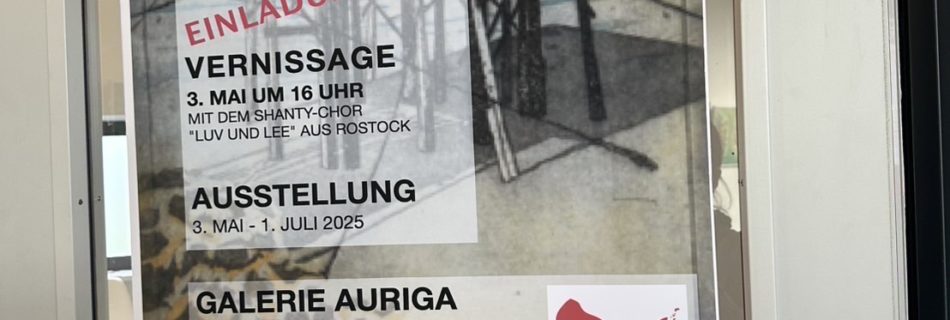 EINLADUNG
VERNISSAGE
3. MAI UM 16 UHR
MIT DEM SHANTY-CHOR
"LUV UND LEE" AUS ROSTOCK
AUSSTELLUNG
3. MAI - 1. JULI 2025
GALERIE AURIGA